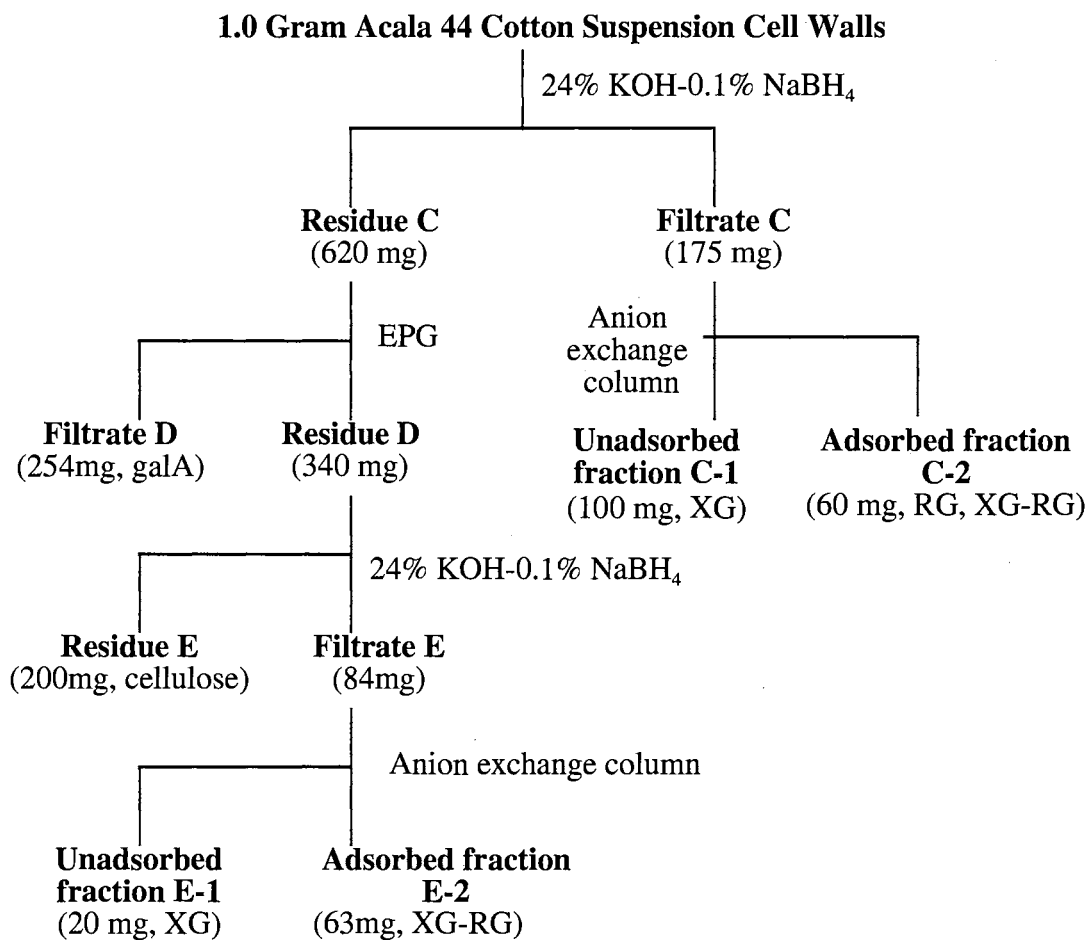 1.0 Gram Acala 44 Cotton Suspension Cell Walls
24% KOH-0.1% NaBH₄
Residue C
(620 mg)
Filtrate C
(175 mg)
EPG
Anion
exchange
column
Filtrate D
(254mg, galA)
Residue D
(340 mg)
Unadsorbed
fraction C-1
(100 mg, XG)
Adsorbed fraction
C-2
(60 mg, RG, XG-RG)
24% KOH-0.1% NaBH₄
Residue E
(200mg, cellulose)
Filtrate E
(84mg)
Anion exchange column
Unadsorbed
fraction E-1
(20 mg, XG)
Adsorbed fraction
E-2
(63mg, XG-RG)